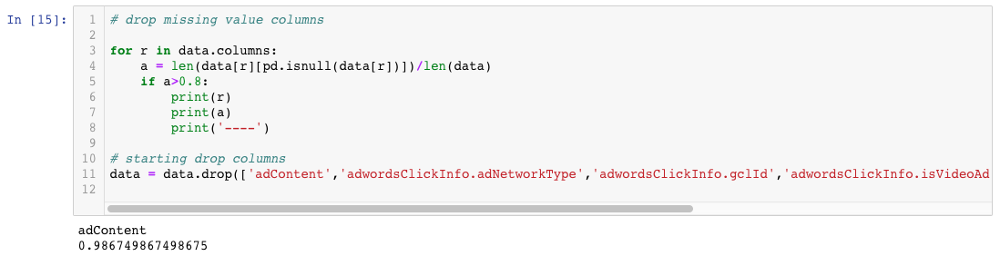 In [15]:
1 # drop missing value columns
2
3 for r in data.columns:
4     a = len(data[r][pd.isnull(data[r])])/len(data)
5     if a>0.8:
6         print(r)
7         print(a)
8         print('----')
9
10 # starting drop columns
11 data = data.drop(['adContent','adwordsClickInfo.adNetworkType','adwordsClickInfo.gclId','adwordsClickInfo.isVideoAd
12
adContent
0.986749867498675